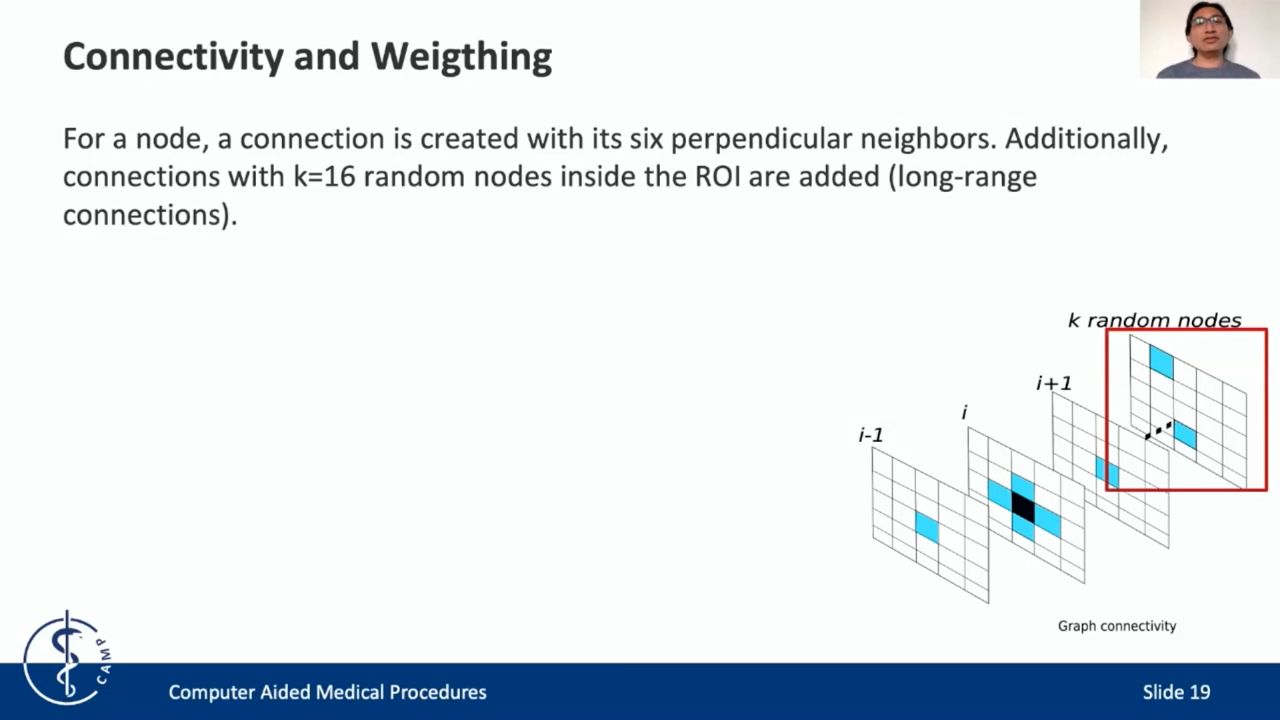 Connectivity and Weigthing
For a node, a connection is created with its six perpendicular neighbors. Additionally,
connections with k=16 random nodes inside the ROI are added (long-range
connections).
k random nodes
i+1
i
i-1
Graph connectivity
CAMP
Computer Aided Medical Procedures
Slide 19